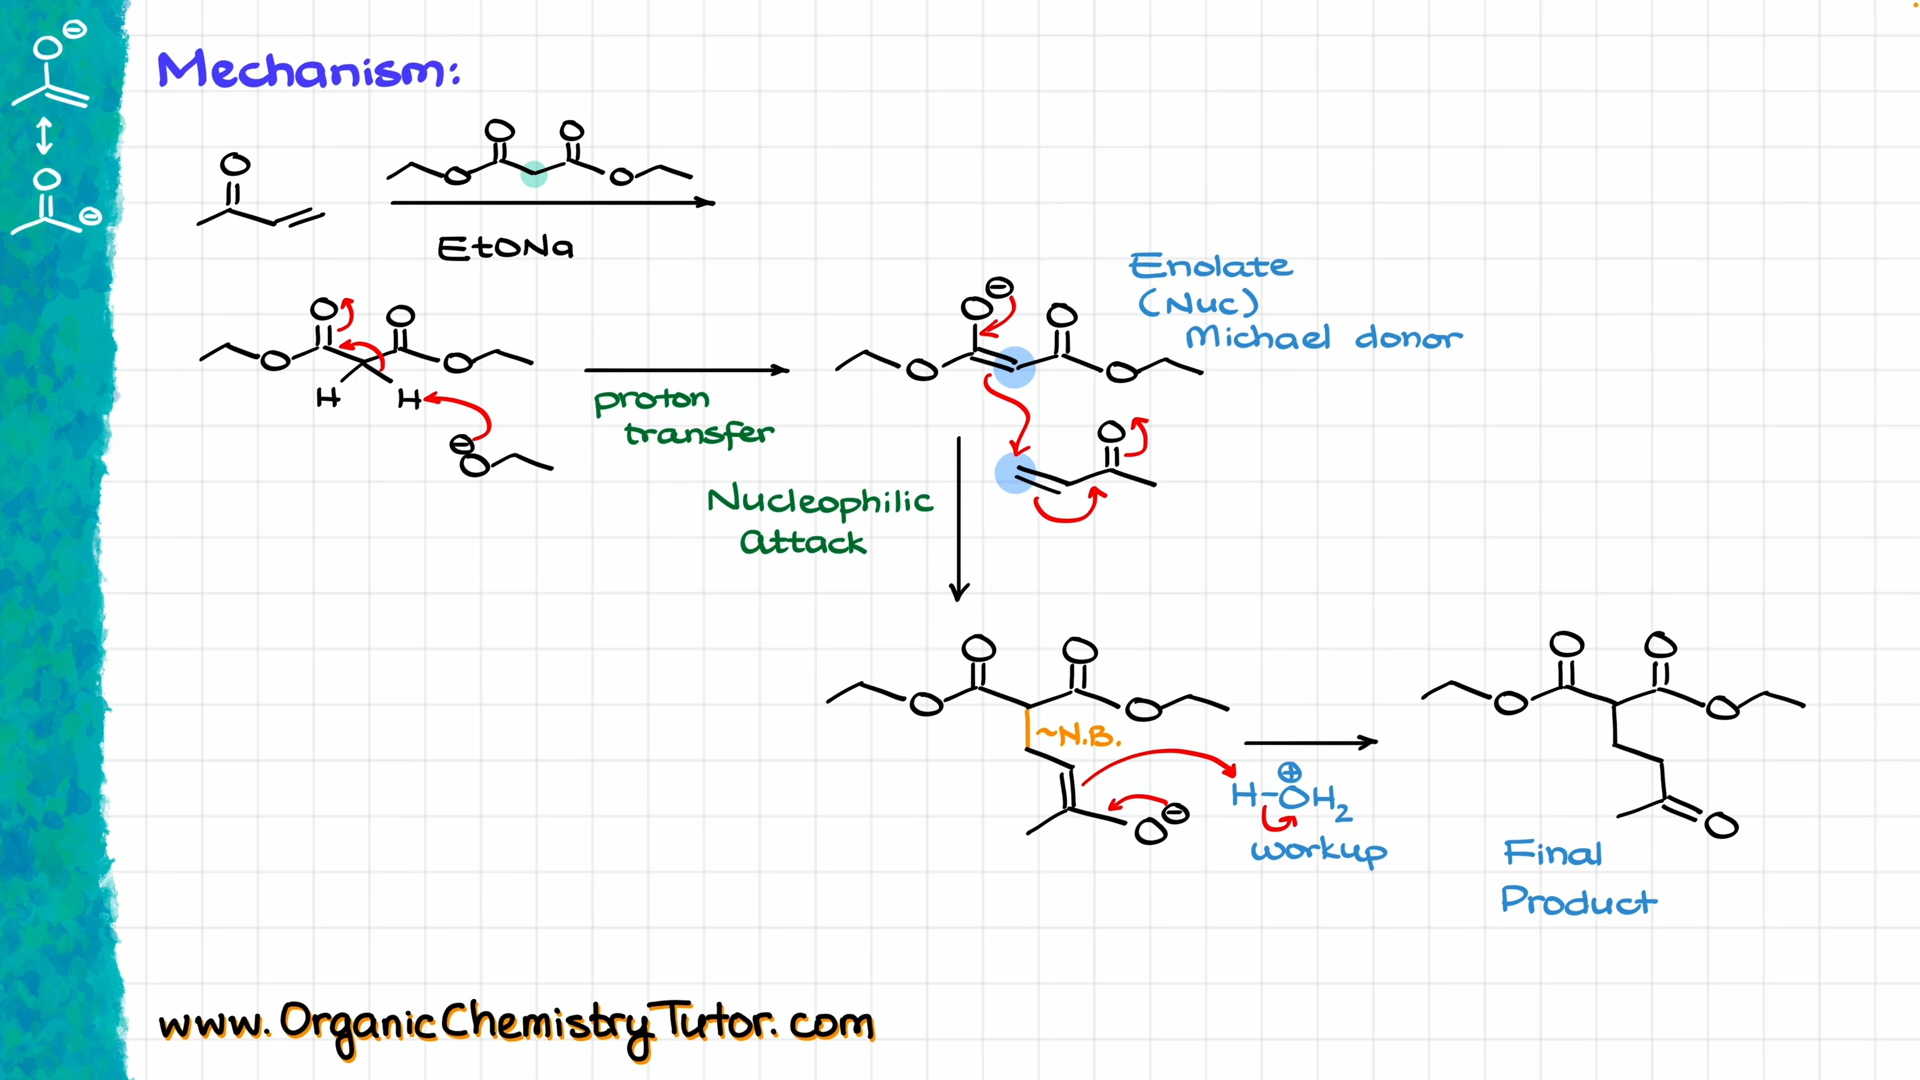 Mechanism:
O
O
O
O
O
O
O
EtONa
O
O
O
O
H
H
⊖
O
proton
transfer
O⊖
O
O
O
Enolate
(Nuc)
Michael donor
O
Nucleophilic
attack
O
O
O
O
~N.B.
O⊖
⊕
H-OH₂
workup
O
O
O
O
O
Final
Product
O⊖
O
⊖
www.OrganicChemistryTutor.com